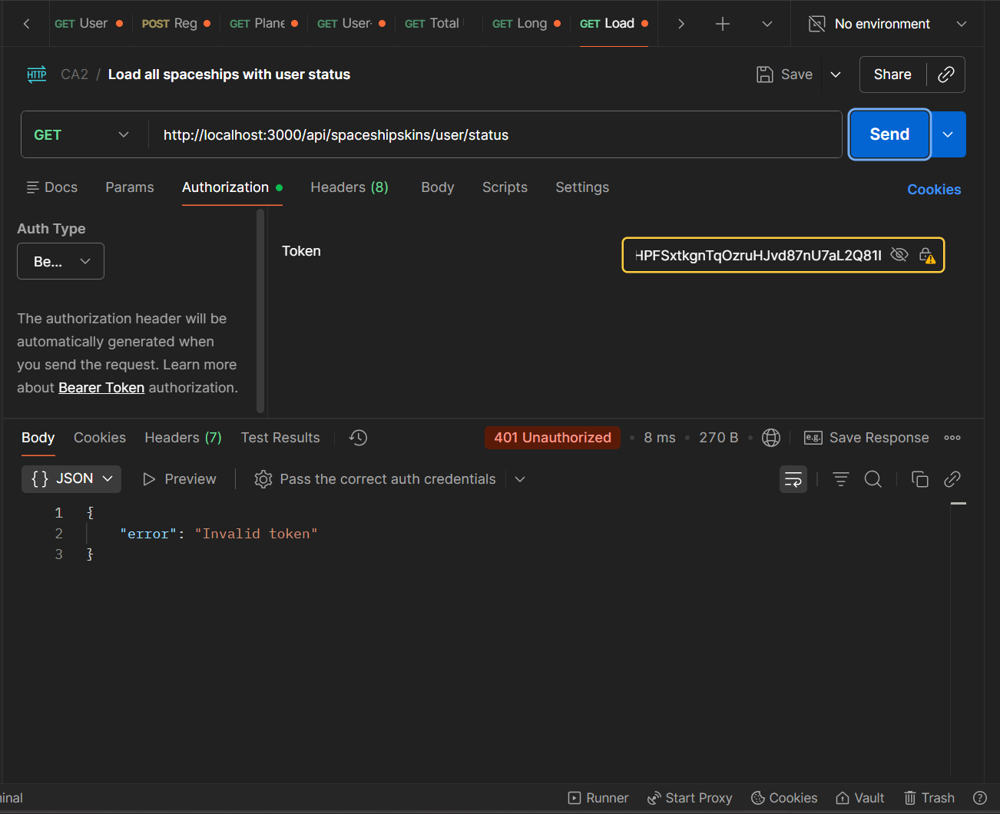 GET User POST Reg GET Plane GET User- GET Total GET Long GET Load No environment
HTTP CA2 / Load all spaceships with user status Save Share
GET http://localhost:3000/api/spaceshipskins/user/status Send
Docs Params Authorization Headers (8) Body Scripts Settings Cookies
Auth Type
Be...
The authorization header will be
automatically generated when
you send the request. Learn more
about Bearer Token authorization.
Token
HPFSxtkgnTqOzruHJvd87nU7aL2Q81I
Body Cookies Headers (7) Test Results 401 Unauthorized • 8 ms • 270 B • e.g. Save Response
{} JSON Preview Pass the correct auth credentials
1 {
2 "error": "Invalid token"
3 }
inal Runner Start Proxy Cookies Vault Trash